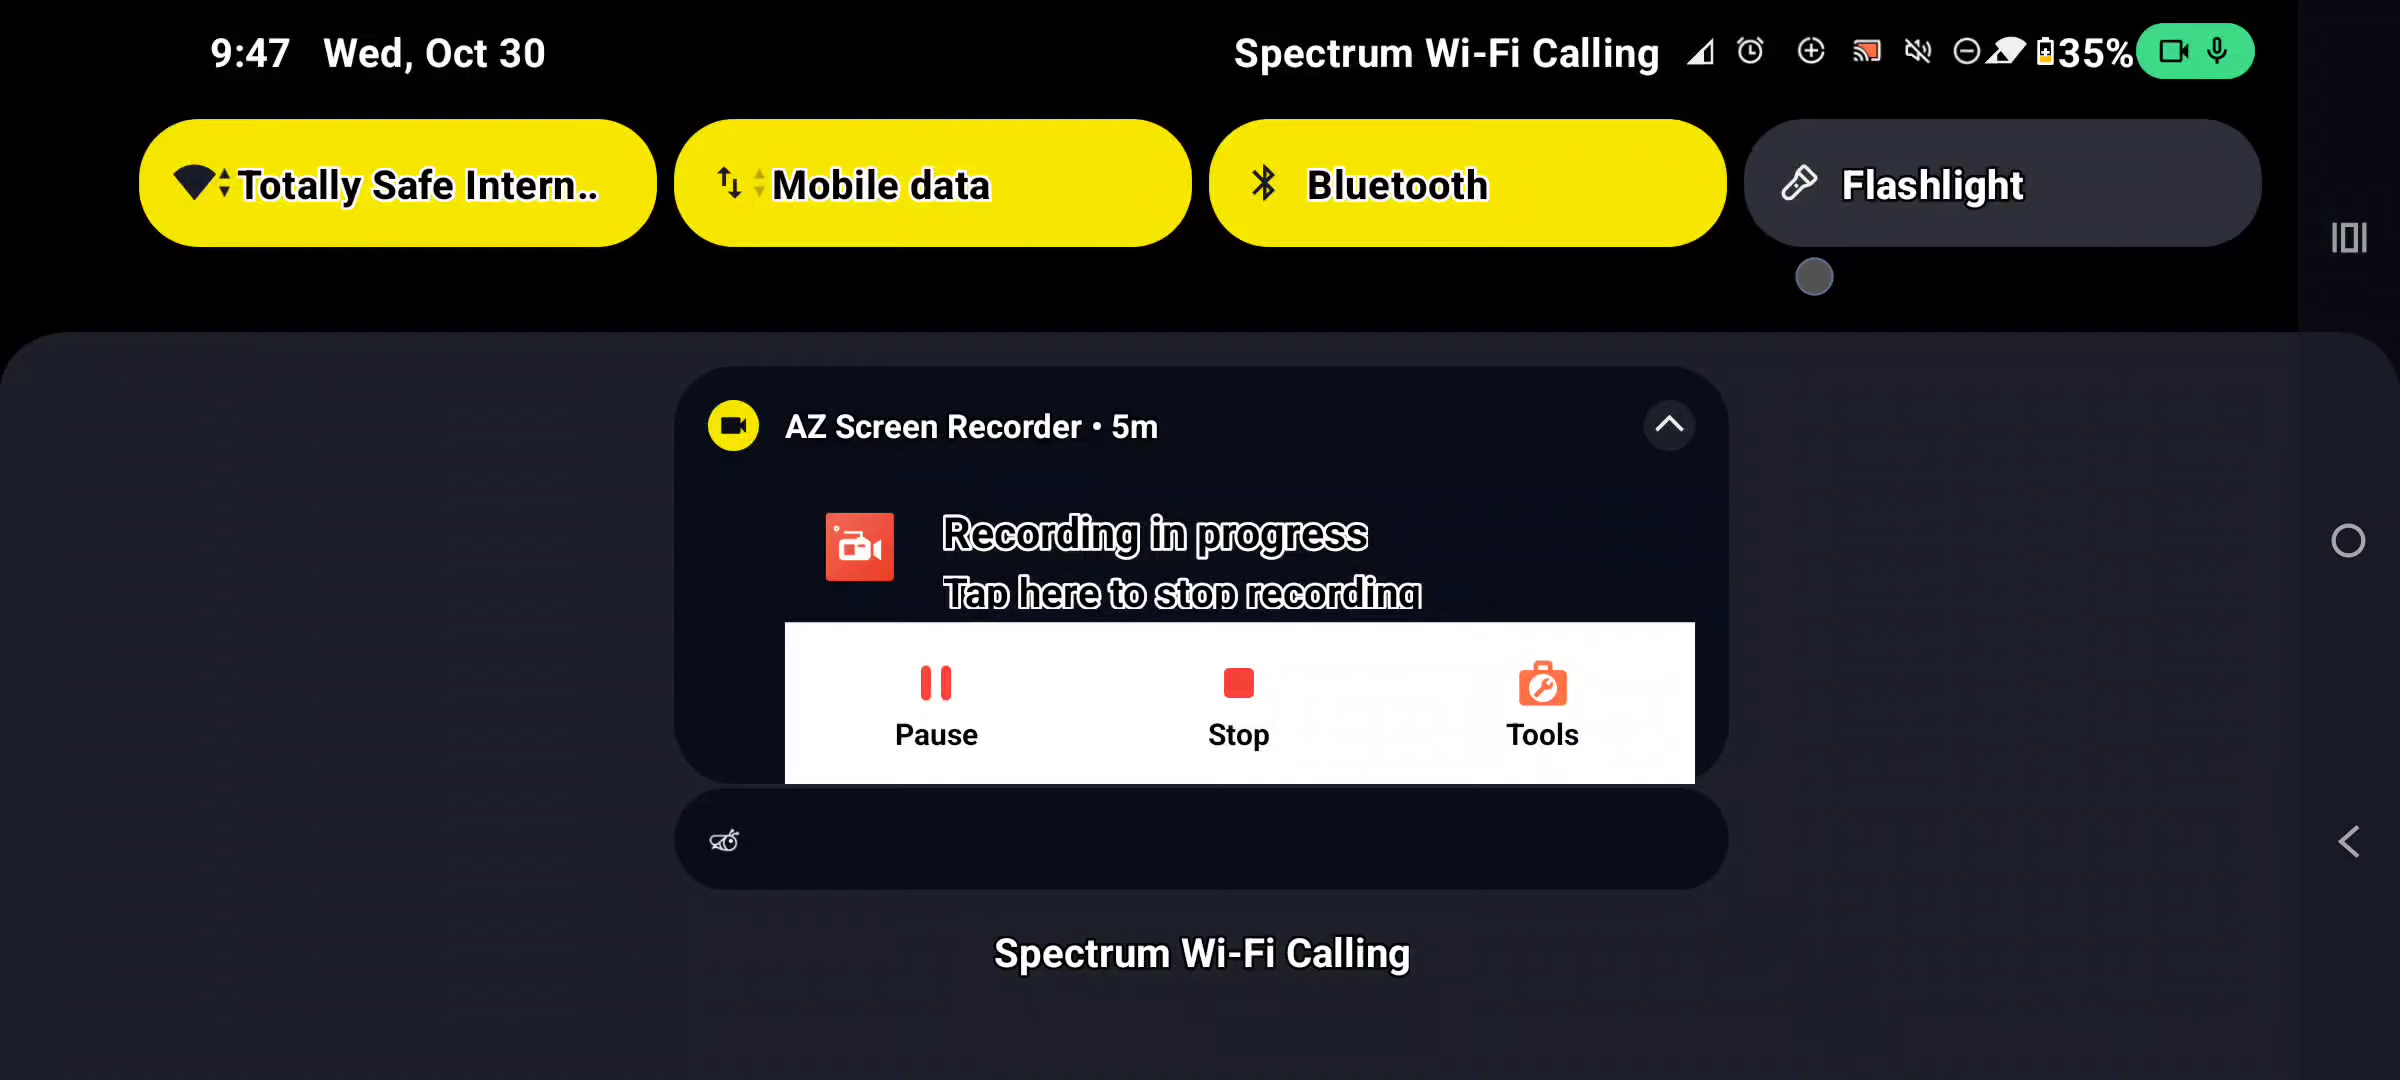 9:47 Wed, Oct 30
Spectrum Wi-Fi Calling 35%
Totally Safe Intern..
Mobile data
Bluetooth
Flashlight
AZ Screen Recorder • 5m
Recording in progress
Tap here to stop recording
Pause
Stop
Tools
Spectrum Wi-Fi Calling